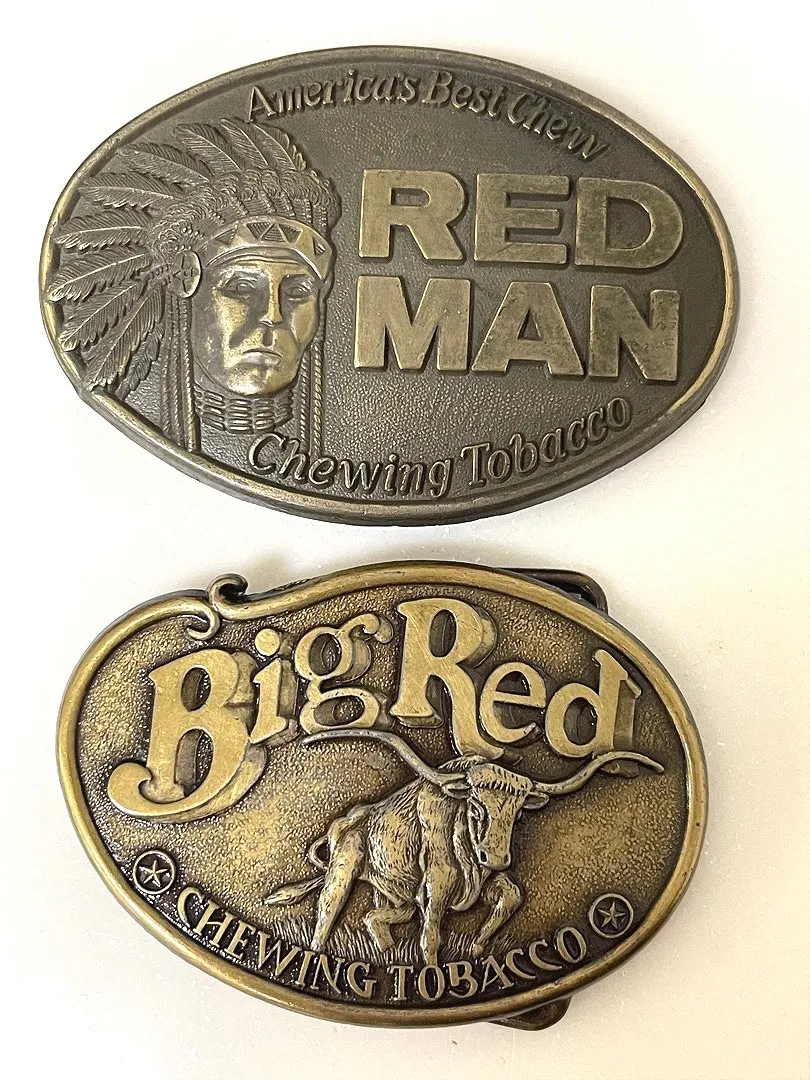 America's Best Chew
RED
MAN
Chewing Tobacco
Big Red
CHEWING TOBACCO